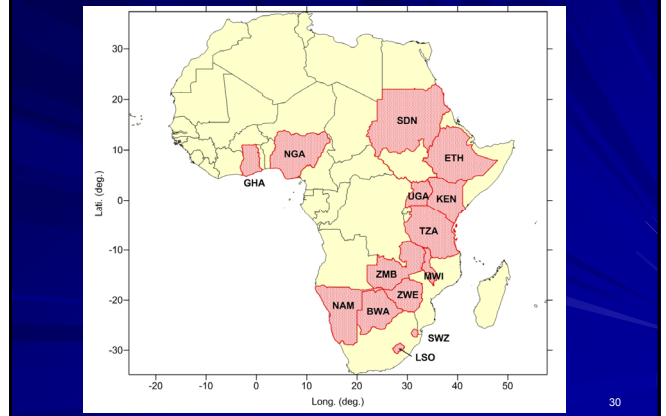 30
20
10
0
-10
-20
-30
Lati. (deg.)
SDN
NGA
ETH
GHA
UGA KEN
TZA
ZMB MWI
ZWE
NAM
BWA
SWZ
LSO
-20 -10 0 10 20 30 40 50
Long. (deg.)
30